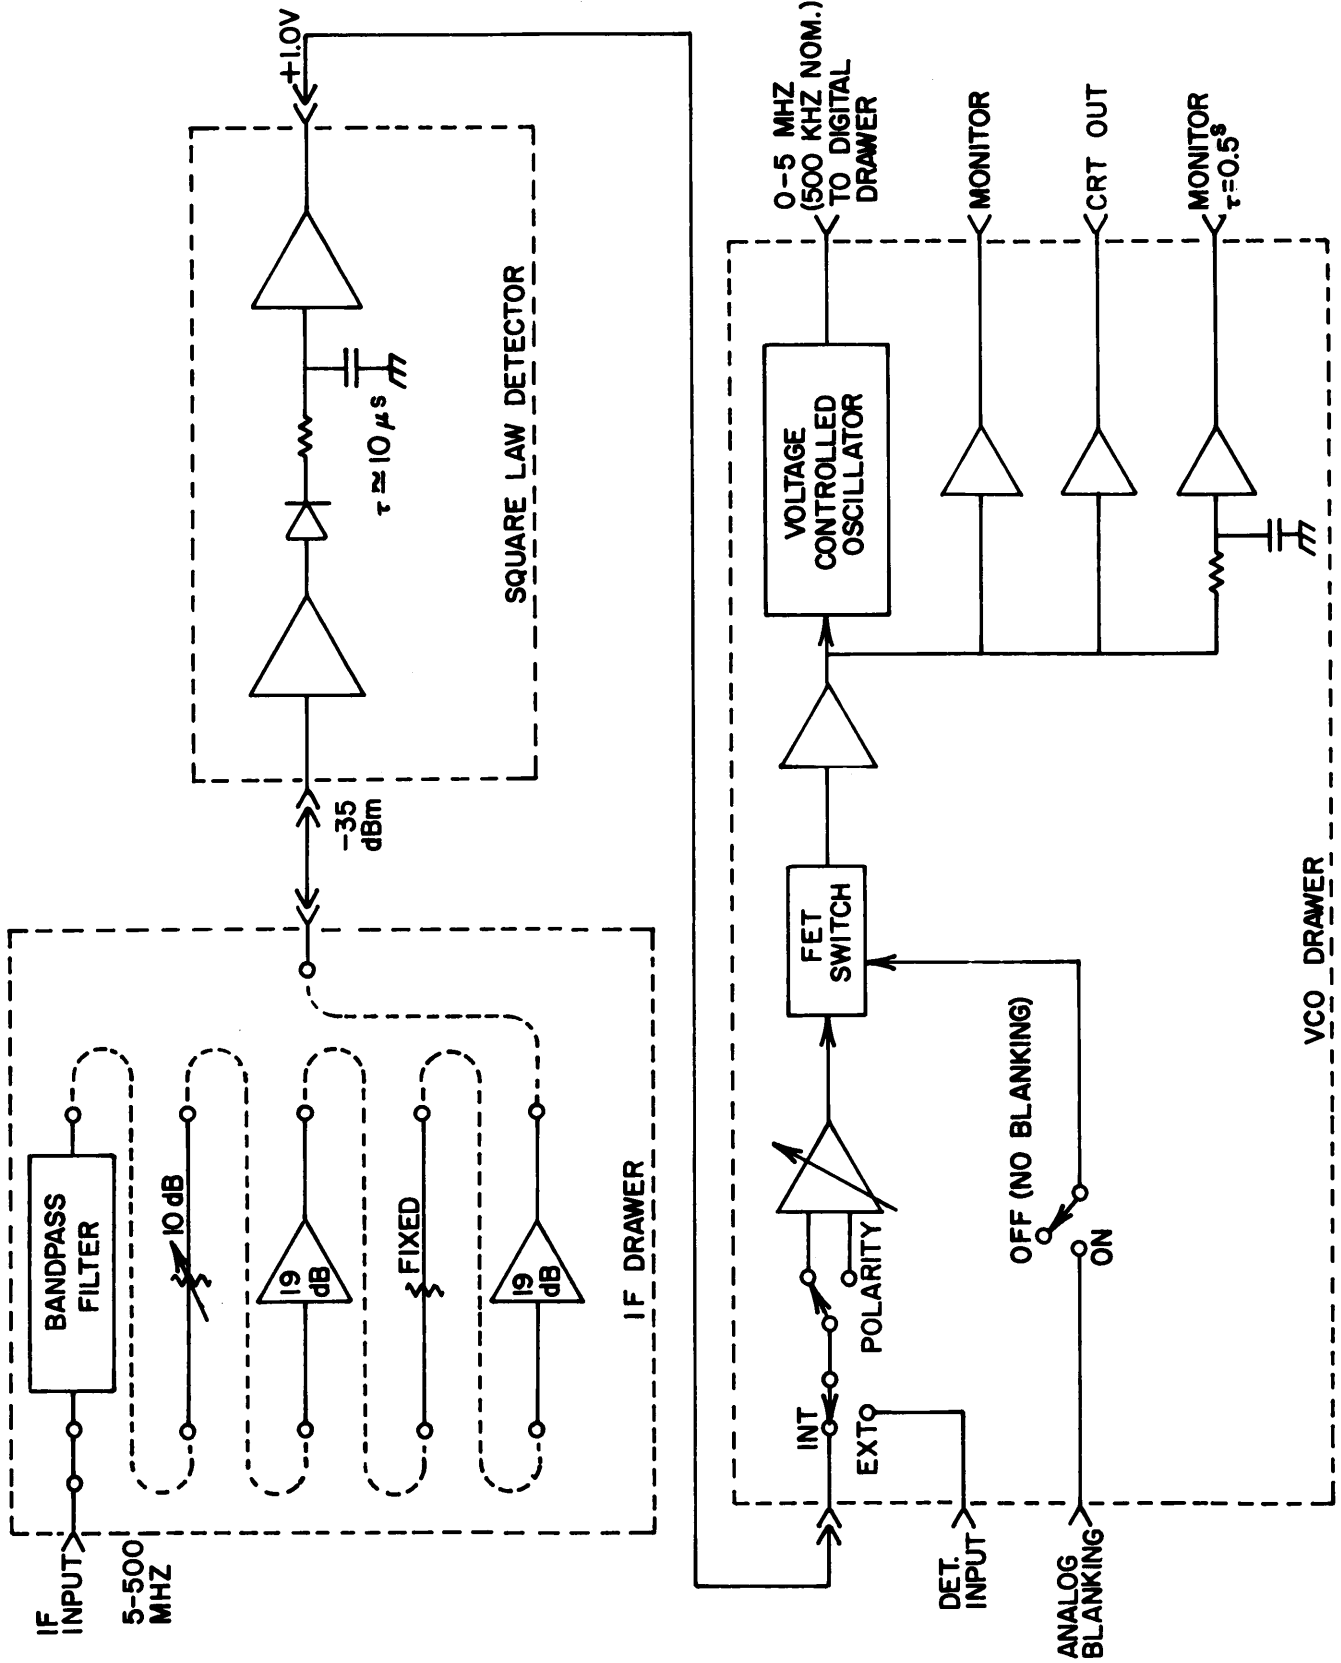 IF
INPUT
5-500
MHZ
BANDPASS
FILTER
10 dB
19
dB
FIXED
19
dB
IF DRAWER
-35
dBm
τ≃10 μs
SQUARE LAW DETECTOR
+1.0V
DET.
INPUT
ANALOG
BLANKING
INT
EXT
POLARITY
OFF (NO BLANKING)
ON
FET
SWITCH
VOLTAGE
CONTROLLED
OSCILLATOR
VCO DRAWER
0-5 MHZ
(500 KHZ NOM.)
TO DIGITAL
DRAWER
MONITOR
CRT OUT
MONITOR
τ=0.5s